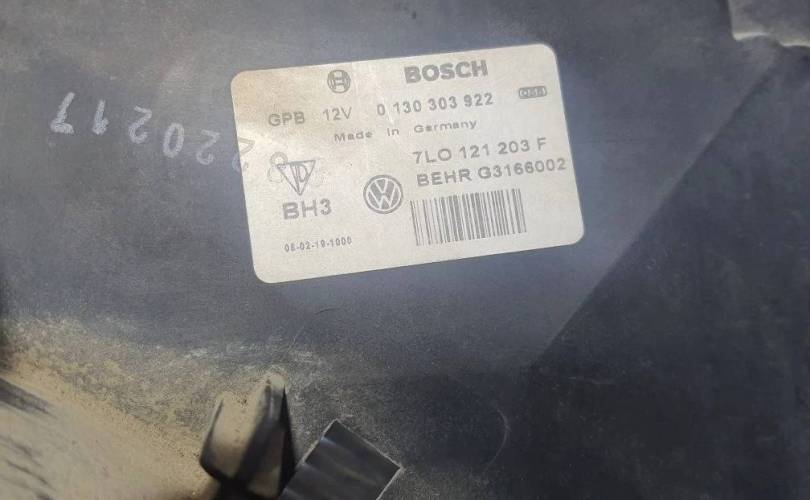 BOSCH
GPB 12V 0 130 303 922
Made in Germany
7LO 121 203 F
BEHR G3166002
BH3
VW
08-02-19-1000
220217